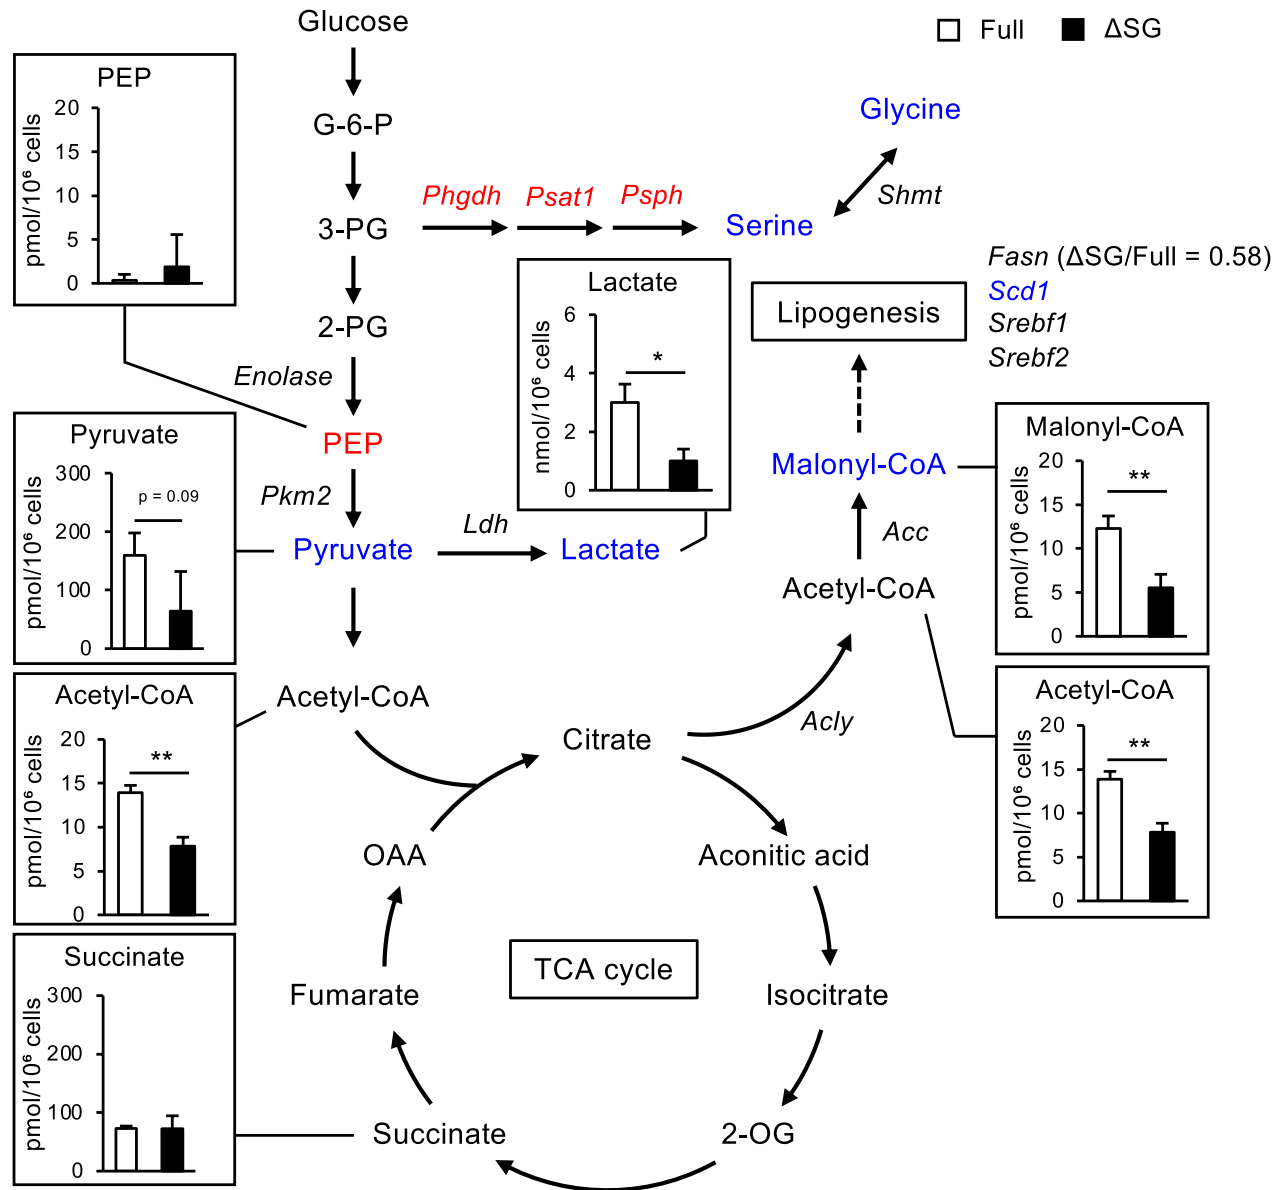 Glucose
Full
ΔSG
PEP
20
15
10
5
0
pmol/10⁶ cells
G-6-P
Glycine
Shmt
3-PG
Phgdh
Psat1
Psph
Serine
Fasn (ΔSG/Full = 0.58)
Scd1
Srebf1
Srebf2
Lipogenesis
Lactate
6
4
2
0
nmol/10⁶ cells
*
2-PG
Enolase
PEP
Pkm2
Pyruvate
300
200
100
0
pmol/10⁶ cells
p = 0.09
Pyruvate
Ldh
Lactate
Malonyl-CoA
Malonyl-CoA
20
15
10
5
0
pmol/10⁶ cells
**
Acc
Acetyl-CoA
Acetyl-CoA
20
15
10
5
0
pmol/10⁶ cells
**
Acetyl-CoA
Citrate
Acly
Acetyl-CoA
20
15
10
5
0
pmol/10⁶ cells
**
OAA
Aconitic acid
TCA cycle
Fumarate
Isocitrate
Succinate
300
200
100
0
pmol/10⁶ cells
Succinate
2-OG